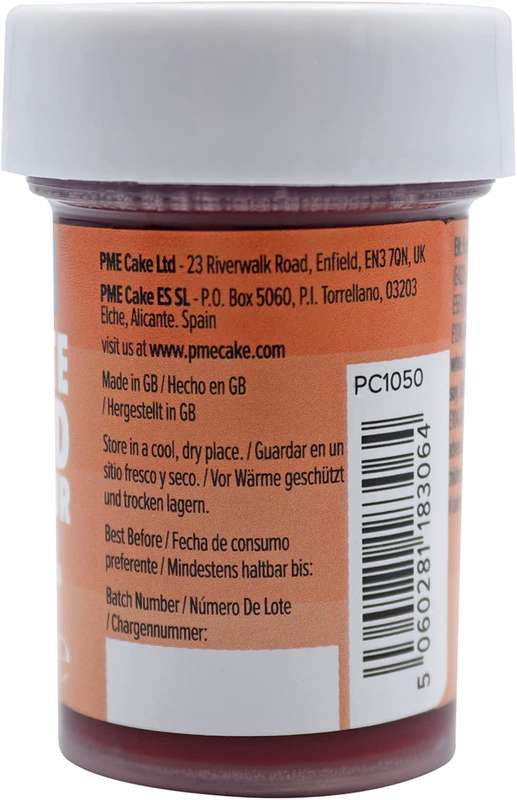 PME Cake Ltd - 23 Riverwalk Road, Enfield, EN3 7QN, UK
PME Cake ES SL - P.O. Box 5060, P.I. Torrellano, 03203
Elche, Alicante. Spain
visit us at www.pmecake.com
Made in GB / Hecho en GB
/ Hergestellt in GB
Store in a cool, dry place. / Guardar en un
sitio fresco y seco. / Vor Wärme geschützt
und trocken lagern.
Best Before / Fecha de consumo
preferente / Mindestens haltbar bis:
Batch Number / Número De Lote
/ Chargennummer:
PC1050
5 060281 183064